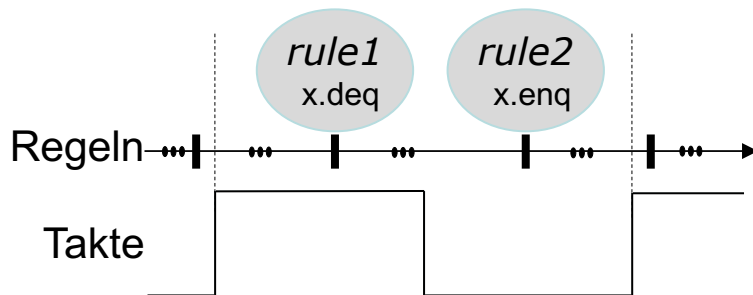 rule1
x.deq
rule2
x.enq
Regeln
Takte